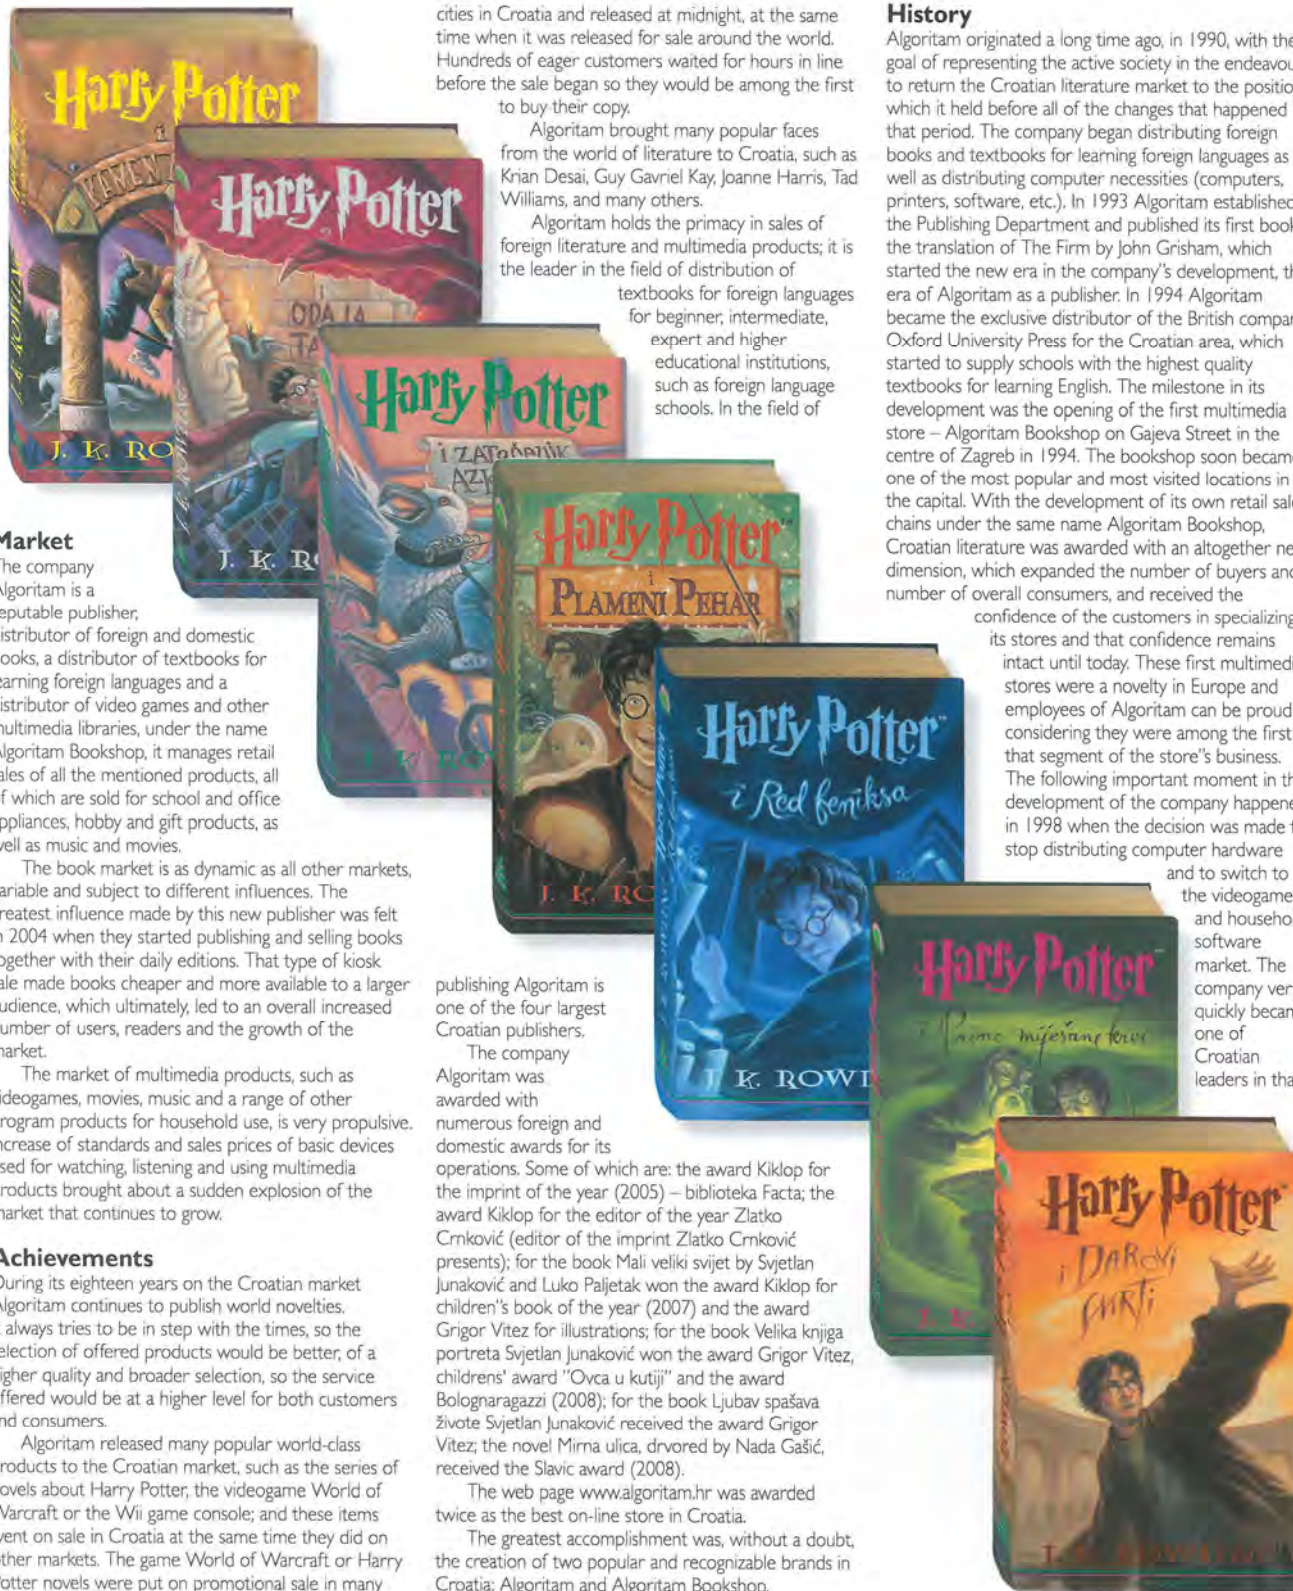 Harry Potter
i
KAMEN
J. K. RO
J. K. ROWLING
Harry Potter
i
ODAJA
TA
J. K. R
Harry Potter
i ZATOČENIK
AZK
J. K. RO
Harry Potter™
i
PLAMENI PEHAR
J. K. RO
Harry Potter™
i Red feniksa
J. K. ROWL
Harry Potter™
i Princ miješane krvi
J. K.
Harry Potter™
i DAROVI
SMRTI
J. K. ROWLING
Market
The company
Algoritam is a
reputable publisher,
distributor of foreign and domestic
books, a distributor of textbooks for
learning foreign languages and a
distributor of video games and other
multimedia libraries, under the name
Algoritam Bookshop, it manages retail
sales of all the mentioned products, all
of which are sold for school and office
appliances, hobby and gift products, as
well as music and movies.
The book market is as dynamic as all other markets,
variable and subject to different influences. The
greatest influence made by this new publisher was felt
in 2004 when they started publishing and selling books
together with their daily editions. That type of kiosk
sale made books cheaper and more available to a larger
audience, which ultimately, led to an overall increased
number of users, readers and the growth of the
market.
The market of multimedia products, such as
videogames, movies, music and a range of other
program products for household use, is very propulsive.
Increase of standards and sales prices of basic devices
used for watching, listening and using multimedia
products brought about a sudden explosion of the
market that continues to grow.
Achievements
During its eighteen years on the Croatian market
Algoritam continues to publish world novelties.
It always tries to be in step with the times, so the
selection of offered products would be better, of a
higher quality and broader selection, so the service
offered would be at a higher level for both customers
and consumers.
Algoritam released many popular world-class
products to the Croatian market, such as the series of
novels about Harry Potter, the videogame World of
Warcraft or the Wii game console; and these items
went on sale in Croatia at the same time they did on
other markets. The game World of Warcraft or Harry
Potter novels were put on promotional sale in many
cities in Croatia and released at midnight, at the same
time when it was released for sale around the world.
Hundreds of eager customers waited for hours in line
before the sale began so they would be among the first
to buy their copy.
Algoritam brought many popular faces
from the world of literature to Croatia, such as
Krian Desai, Guy Gavriel Kay, Joanne Harris, Tad
Williams, and many others.
Algoritam holds the primacy in sales of
foreign literature and multimedia products; it is
the leader in the field of distribution of
textbooks for foreign languages
for beginner, intermediate,
expert and higher
educational institutions,
such as foreign language
schools. In the field of
publishing Algoritam is
one of the four largest
Croatian publishers.
The company
Algoritam was
awarded with
numerous foreign and
domestic awards for its
operations. Some of which are: the award Kiklop for
the imprint of the year (2005) – biblioteka Facta; the
award Kiklop for the editor of the year Zlatko
Crnković (editor of the imprint Zlatko Crnković
presents); for the book Mali veliki svijet by Svjetlan
Junaković and Luko Paljetak won the award Kiklop for
children"s book of the year (2007) and the award
Grigor Vitez for illustrations; for the book Velika knjiga
portreta Svjetlan Junaković won the award Grigor Vitez,
childrens' award "Ovca u kutiji" and the award
Bolognaragazzi (2008); for the book Ljubav spašava
živote Svjetlan Junaković received the award Grigor
Vitez; the novel Mirna ulica, drvored by Nada Gašić,
received the Slavic award (2008).
The web page www.algoritam.hr was awarded
twice as the best on-line store in Croatia.
The greatest accomplishment was, without a doubt,
the creation of two popular and recognizable brands in
Croatia: Algoritam and Algoritam Bookshop.
History
Algoritam originated a long time ago, in 1990, with the
goal of representing the active society in the endeavou
to return the Croatian literature market to the positio
which it held before all of the changes that happened
that period. The company began distributing foreign
books and textbooks for learning foreign languages as
well as distributing computer necessities (computers,
printers, software, etc.). In 1993 Algoritam established
the Publishing Department and published its first book
the translation of The Firm by John Grisham, which
started the new era in the company"s development, th
era of Algoritam as a publisher. In 1994 Algoritam
became the exclusive distributor of the British compan
Oxford University Press for the Croatian area, which
started to supply schools with the highest quality
textbooks for learning English. The milestone in its
development was the opening of the first multimedia
store – Algoritam Bookshop on Gajeva Street in the
centre of Zagreb in 1994. The bookshop soon became
one of the most popular and most visited locations in
the capital. With the development of its own retail sale
chains under the same name Algoritam Bookshop,
Croatian literature was awarded with an altogether ne
dimension, which expanded the number of buyers and
number of overall consumers, and received the
confidence of the customers in specializing
its stores and that confidence remains
intact until today. These first multimedi
stores were a novelty in Europe and
employees of Algoritam can be proud
considering they were among the first
that segment of the store"s business.
The following important moment in th
development of the company happene
in 1998 when the decision was made t
stop distributing computer hardware
and to switch to
the videogame
and househo
software
market. The
company ver
quickly becam
one of
Croatian
leaders in tha